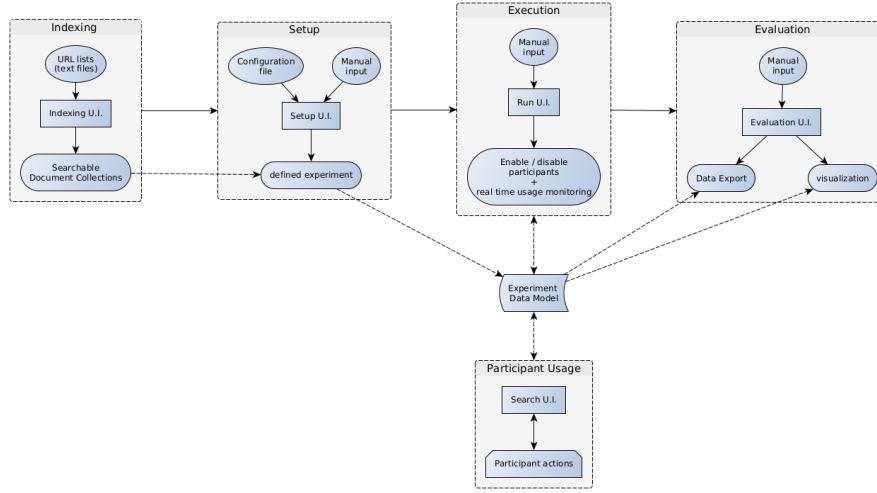 Indexing
URL lists
(text files)
Indexing U.I.
Searchable
Document Collections
Setup
Configuration
file
Manual
input
Setup U.I.
defined experiment
Execution
Manual
input
Run U.I.
Enable / disable
participants
+
real time usage monitoring
Evaluation
Manual
input
Evaluation U.I.
Data Export
visualization
Experiment
Data Model
Participant Usage
Search U.I.
Participant actions